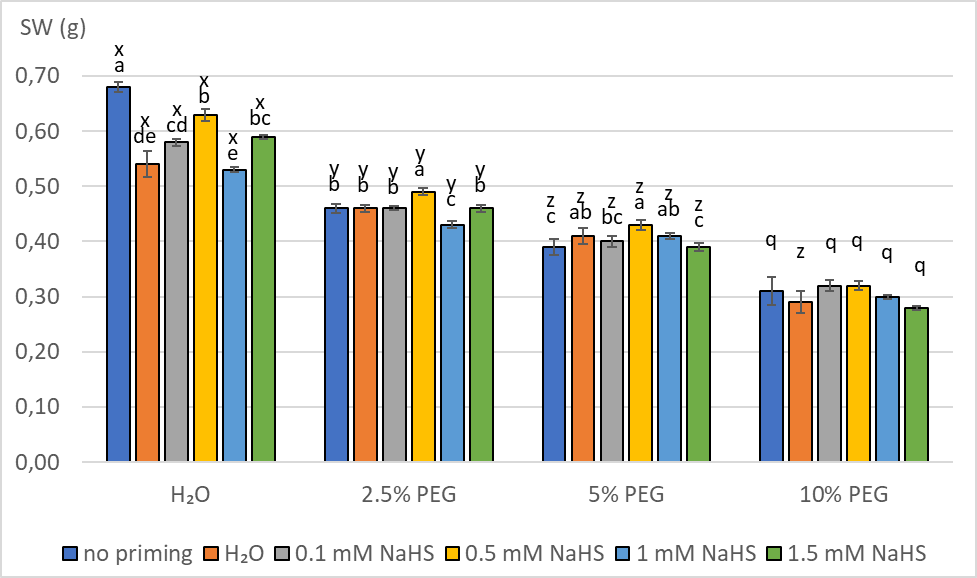 SW (g)
0,70
0,60
0,50
0,40
0,30
0,20
0,10
0,00
x
a
x
de
x
cd
x
b
x
e
x
bc
y
b
y
b
y
b
y
a
y
c
y
b
z
c
z
ab
z
bc
z
a
z
ab
z
c
q
z
q
q
q
q
H₂O
2.5% PEG
5% PEG
10% PEG
no priming
H₂O
0.1 mM NaHS
0.5 mM NaHS
1 mM NaHS
1.5 mM NaHS